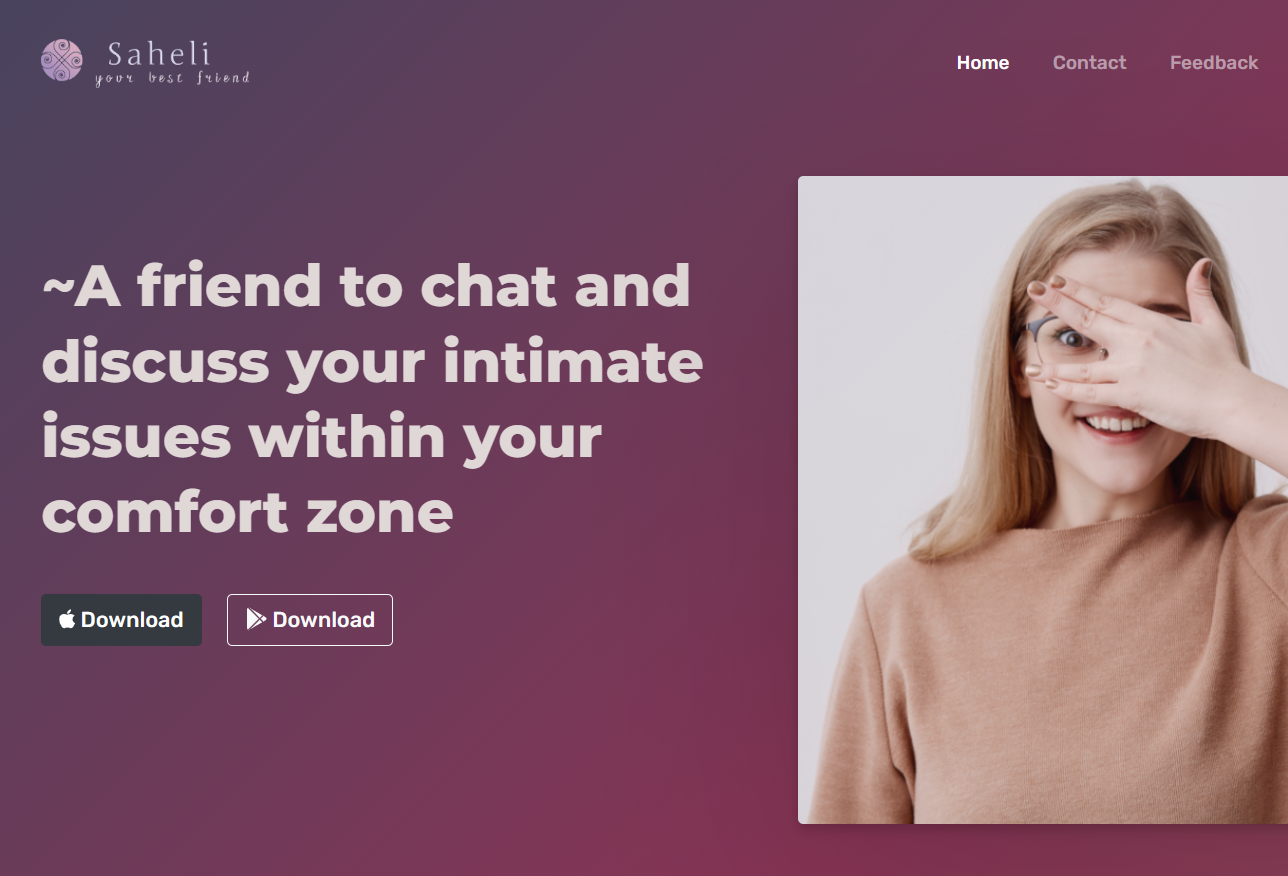 Saheli
your best friend
Home Contact Feedback
~A friend to chat and
discuss your intimate
issues within your
comfort zone
Download Download